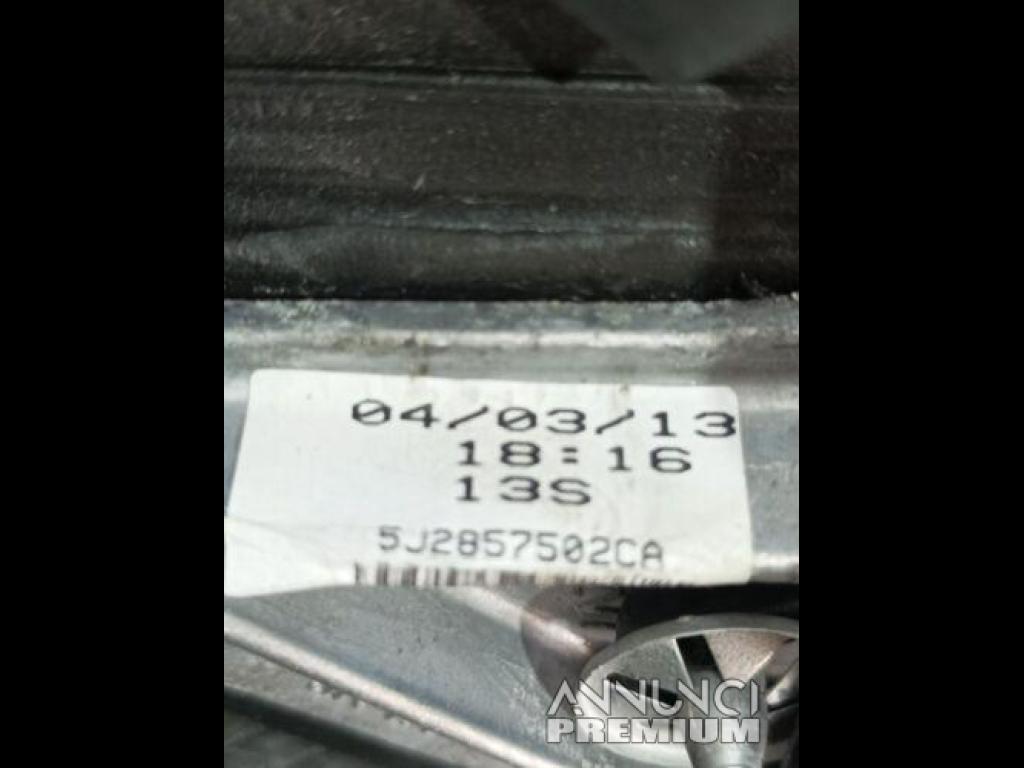 04/03/13
18:16
13S
5J2857502CA
ANNUNCI
PREMIUM